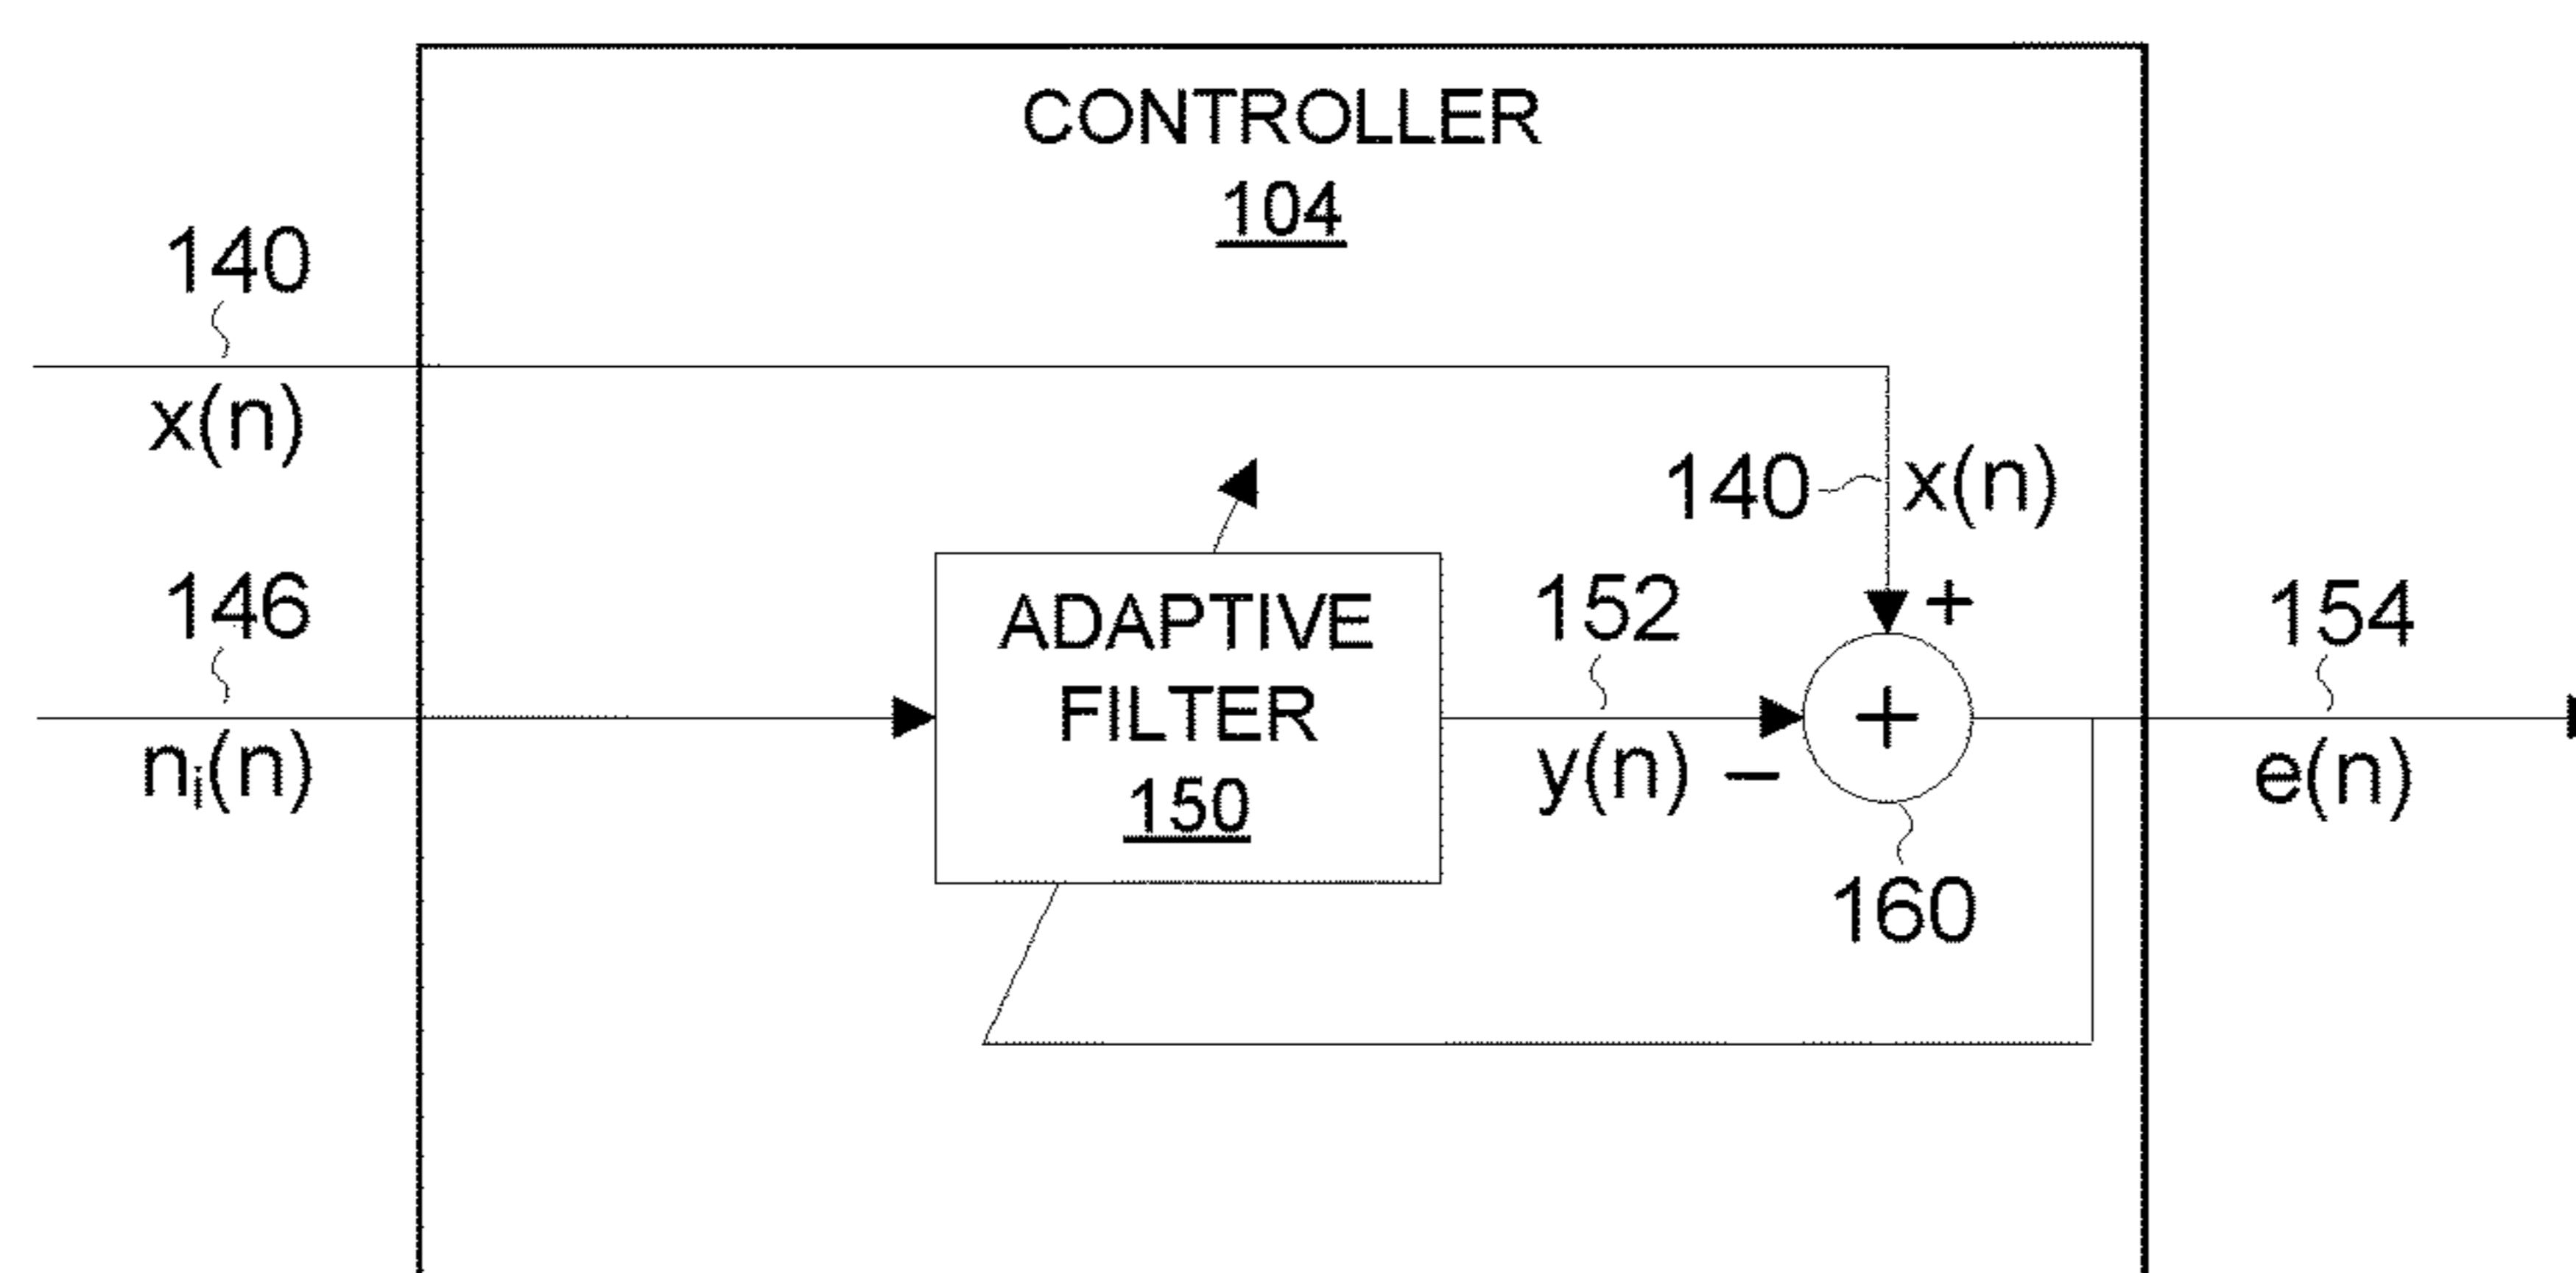 CONTROLLER
104
140
x(n)
140
x(n)
146
nᵢ(n)
ADAPTIVE
FILTER
150
152
y(n)
+
−
+
160
154
e(n)